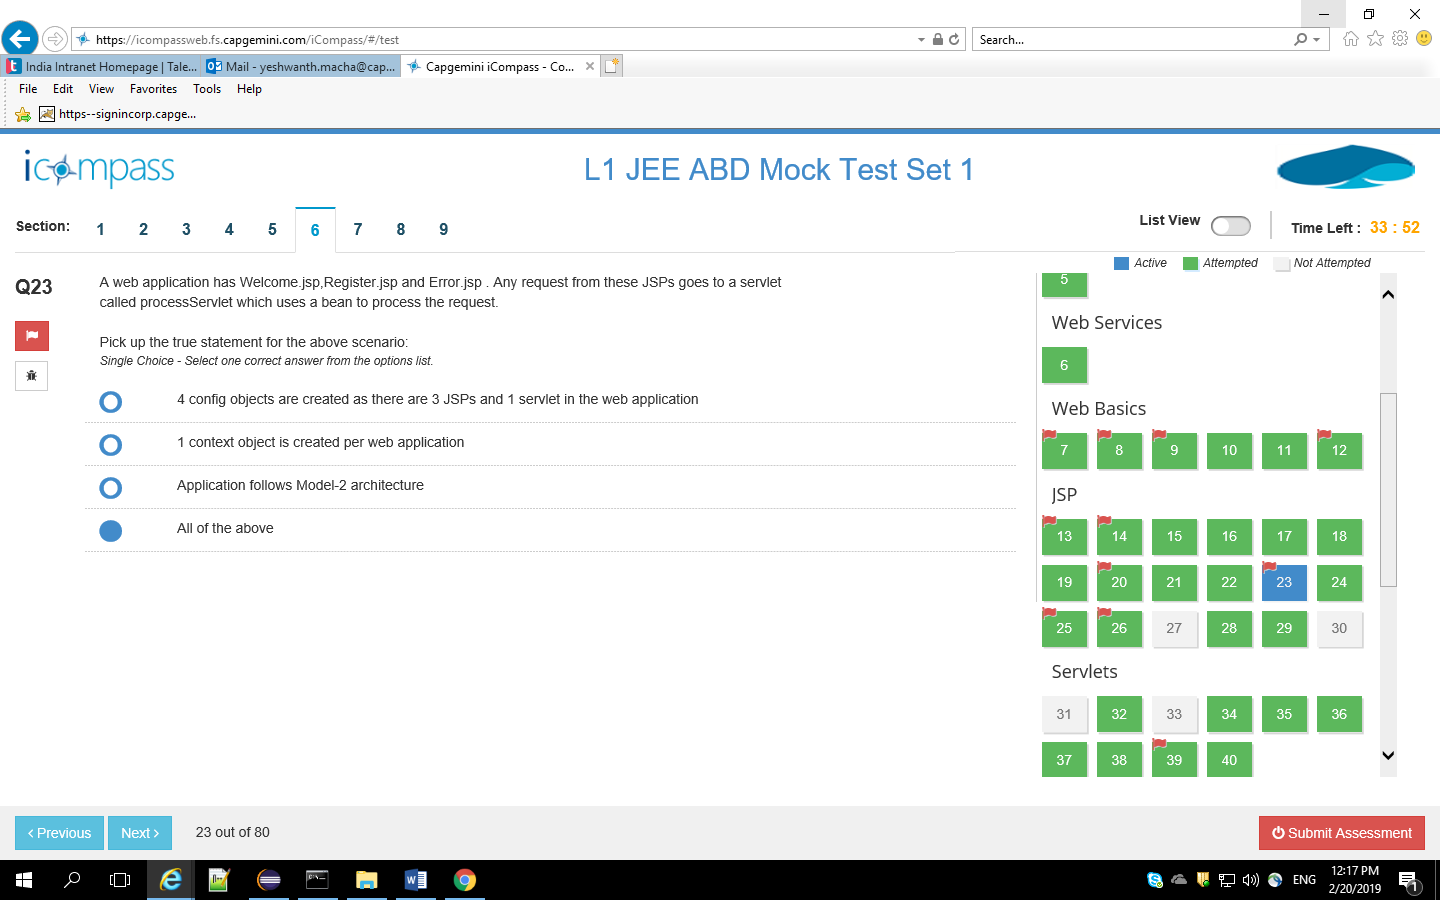 https://icompassweb.fs.capgemini.com/iCompass/#/test
Search...
India Intranet Homepage | Tale...
Mail - yeshwanth.macha@cap...
Capgemini iCompass - Co...
File Edit View Favorites Tools Help
https--signincorp.capge...
icompass
L1 JEE ABD Mock Test Set 1
Section: 1 2 3 4 5 6 7 8 9
List View
Time Left : 33 : 52
Active Attempted Not Attempted
Q23
A web application has Welcome.jsp,Register.jsp and Error.jsp . Any request from these JSPs goes to a servlet
called processServlet which uses a bean to process the request.
Pick up the true statement for the above scenario:
Single Choice - Select one correct answer from the options list.
4 config objects are created as there are 3 JSPs and 1 servlet in the web application
1 context object is created per web application
Application follows Model-2 architecture
All of the above
5
Web Services
6
Web Basics
7 8 9 10 11 12
JSP
13 14 15 16 17 18
19 20 21 22 23 24
25 26 27 28 29 30
Servlets
31 32 33 34 35 36
37 38 39 40
Previous
Next
23 out of 80
Submit Assessment
ENG
12:17 PM
2/20/2019
1